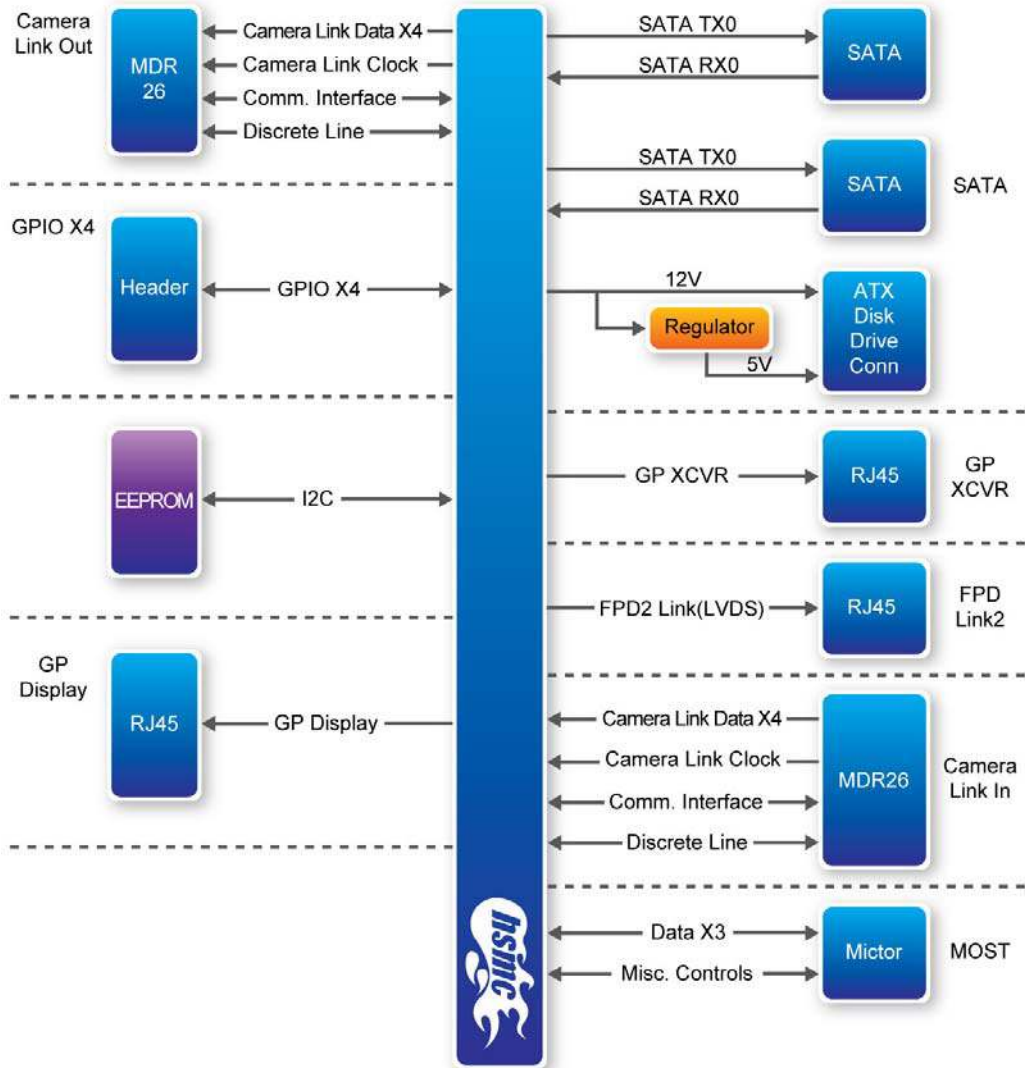 Camera
Link Out
MDR
26
Camera Link Data X4
Camera Link Clock
Comm. Interface
Discrete Line
GPIO X4
Header
GPIO X4
EEPROM
I2C
GP
Display
RJ45
GP Display
hsmc
SATA TX0
SATA RX0
SATA
SATA TX0
SATA RX0
SATA
SATA
12V
Regulator
5V
ATX
Disk
Drive
Conn
GP XCVR
RJ45
GP
XCVR
FPD2 Link(LVDS)
RJ45
FPD
Link2
Camera Link Data X4
Camera Link Clock
Comm. Interface
Discrete Line
MDR26
Camera
Link In
Data X3
Misc. Controls
Mictor
MOST